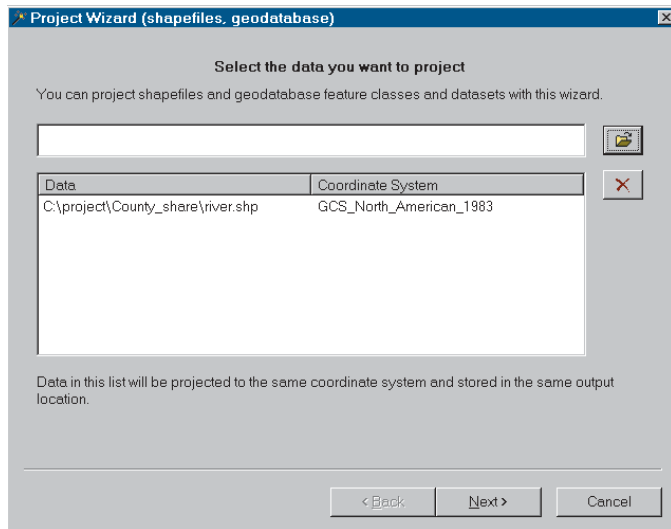 Project Wizard (shapefiles, geodatabase)
Select the data you want to project
You can project shapefiles and geodatabase feature classes and datasets with this wizard.
Data Coordinate System
C:\project\County_share\river.shp GCS_North_American_1983
Data in this list will be projected to the same coordinate system and stored in the same output
location.
< Back Next > Cancel